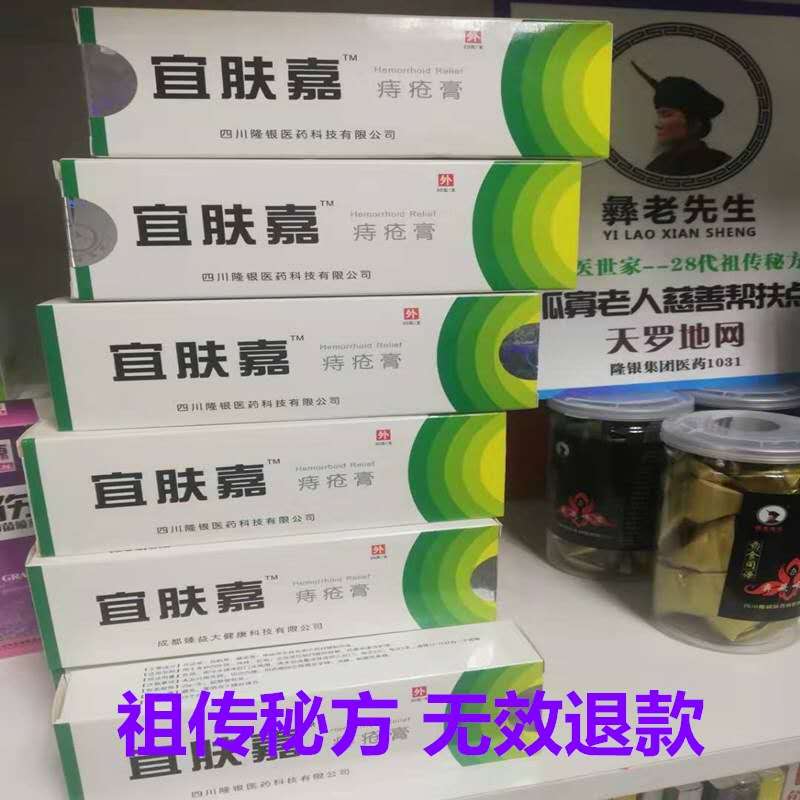 外
宜肤嘉™
Hemorrhoid Relief
痔疮膏
四川隆银医药科技有限公司
外
宜肤嘉™
Hemorrhoid Relief
痔疮膏
四川隆银医药科技有限公司
外
宜肤嘉™
Hemorrhoid Relief
痔疮膏
四川隆银医药科技有限公司
外
宜肤嘉™
Hemorrhoid Relief
痔疮膏
四川隆银医药科技有限公司
外
宜肤嘉™
Hemorrhoid Relief
痔疮膏
成都臻益大健康科技有限公司
外
宜肤嘉
痔疮膏
四川隆银医药科技有限公司
彝老先生
YI LAO XIAN SHENG
医世家--28代祖传秘方
孤寡老人慈善帮扶点
天罗地网
隆银集团医药1031
祖传秘方 无效退款